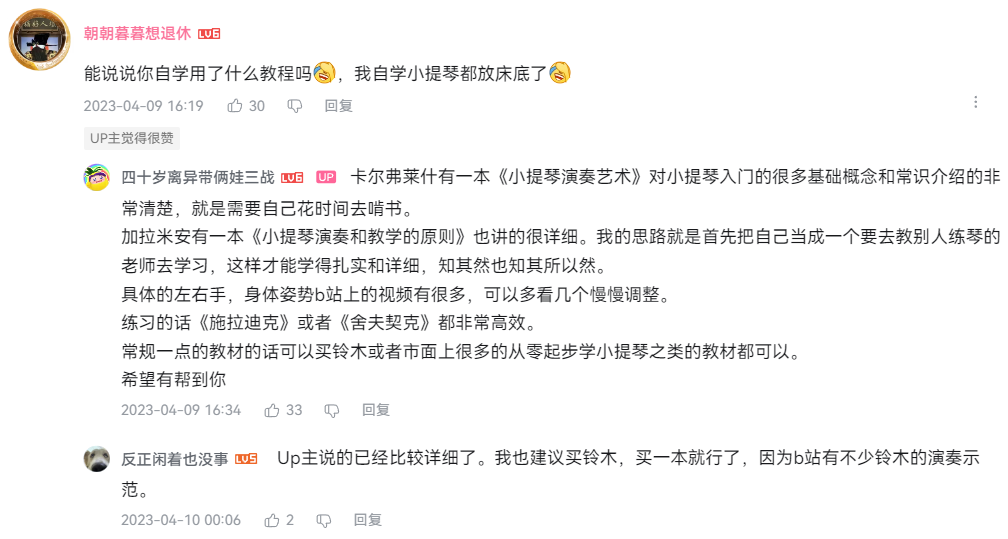 朝朝暮暮想退休 LV6
能说说你自学用了什么教程吗，我自学小提琴都放床底了
2023-04-09 16:19 30 回复
UP主觉得很赞
四十岁离异带俩娃三战 LV6 UP 卡尔弗莱什有一本《小提琴演奏艺术》对小提琴入门的很多基础概念和常识介绍的非
常清楚，就是需要自己花时间去啃书。
加拉米安有一本《小提琴演奏和教学的原则》也讲的很详细。我的思路就是首先把自己当成一个要去教别人练琴的
老师去学习，这样才能学得扎实和详细，知其然也知其所以然。
具体的左右手，身体姿势b站上的视频有很多，可以多看几个慢慢调整。
练习的话《施拉迪克》或者《舍夫契克》都非常高效。
常规一点的教材的话可以买铃木或者市面上很多的从零起步学小提琴之类的教材都可以。
希望有帮到你
2023-04-09 16:34 33 回复
反正闲着也没事 LV5 Up主说的已经比较详细了。我也建议买铃木，买一本就行了，因为b站有不少铃木的演奏示
范。
2023-04-10 00:06 2 回复